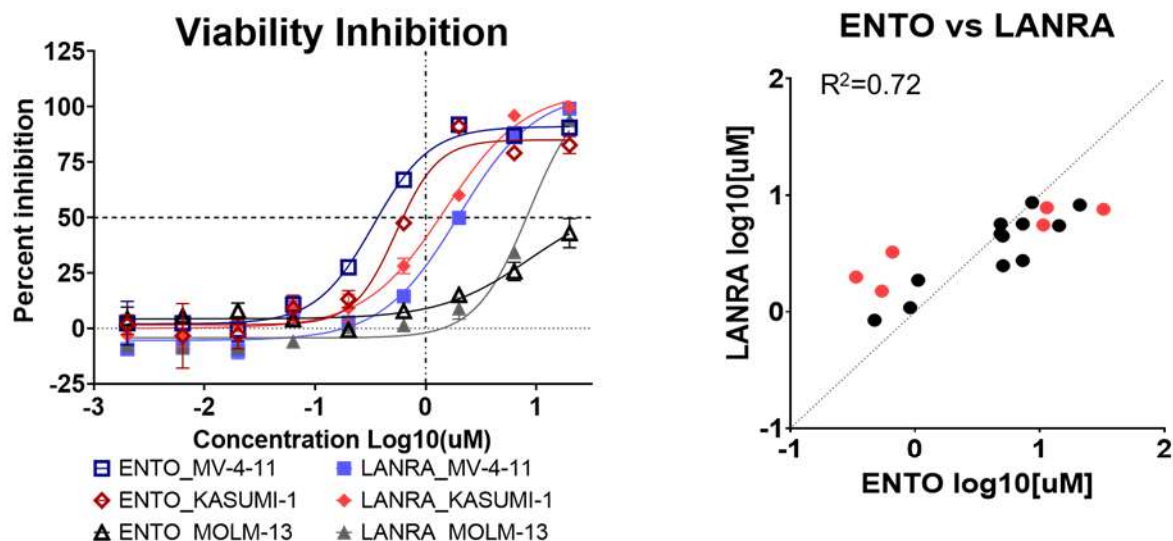 Viability Inhibition
125
100
75
50
25
0
-25
Percent inhibition
-3 -2 -1 0 1
Concentration Log10(uM)
ENTO_MV-4-11 LANRA_MV-4-11
ENTO_KASUMI-1 LANRA_KASUMI-1
ENTO_MOLM-13 LANRA_MOLM-13
ENTO vs LANRA
R²=0.72
2
1
0
-1
LANRA log10[uM]
-1 0 1 2
ENTO log10[uM]